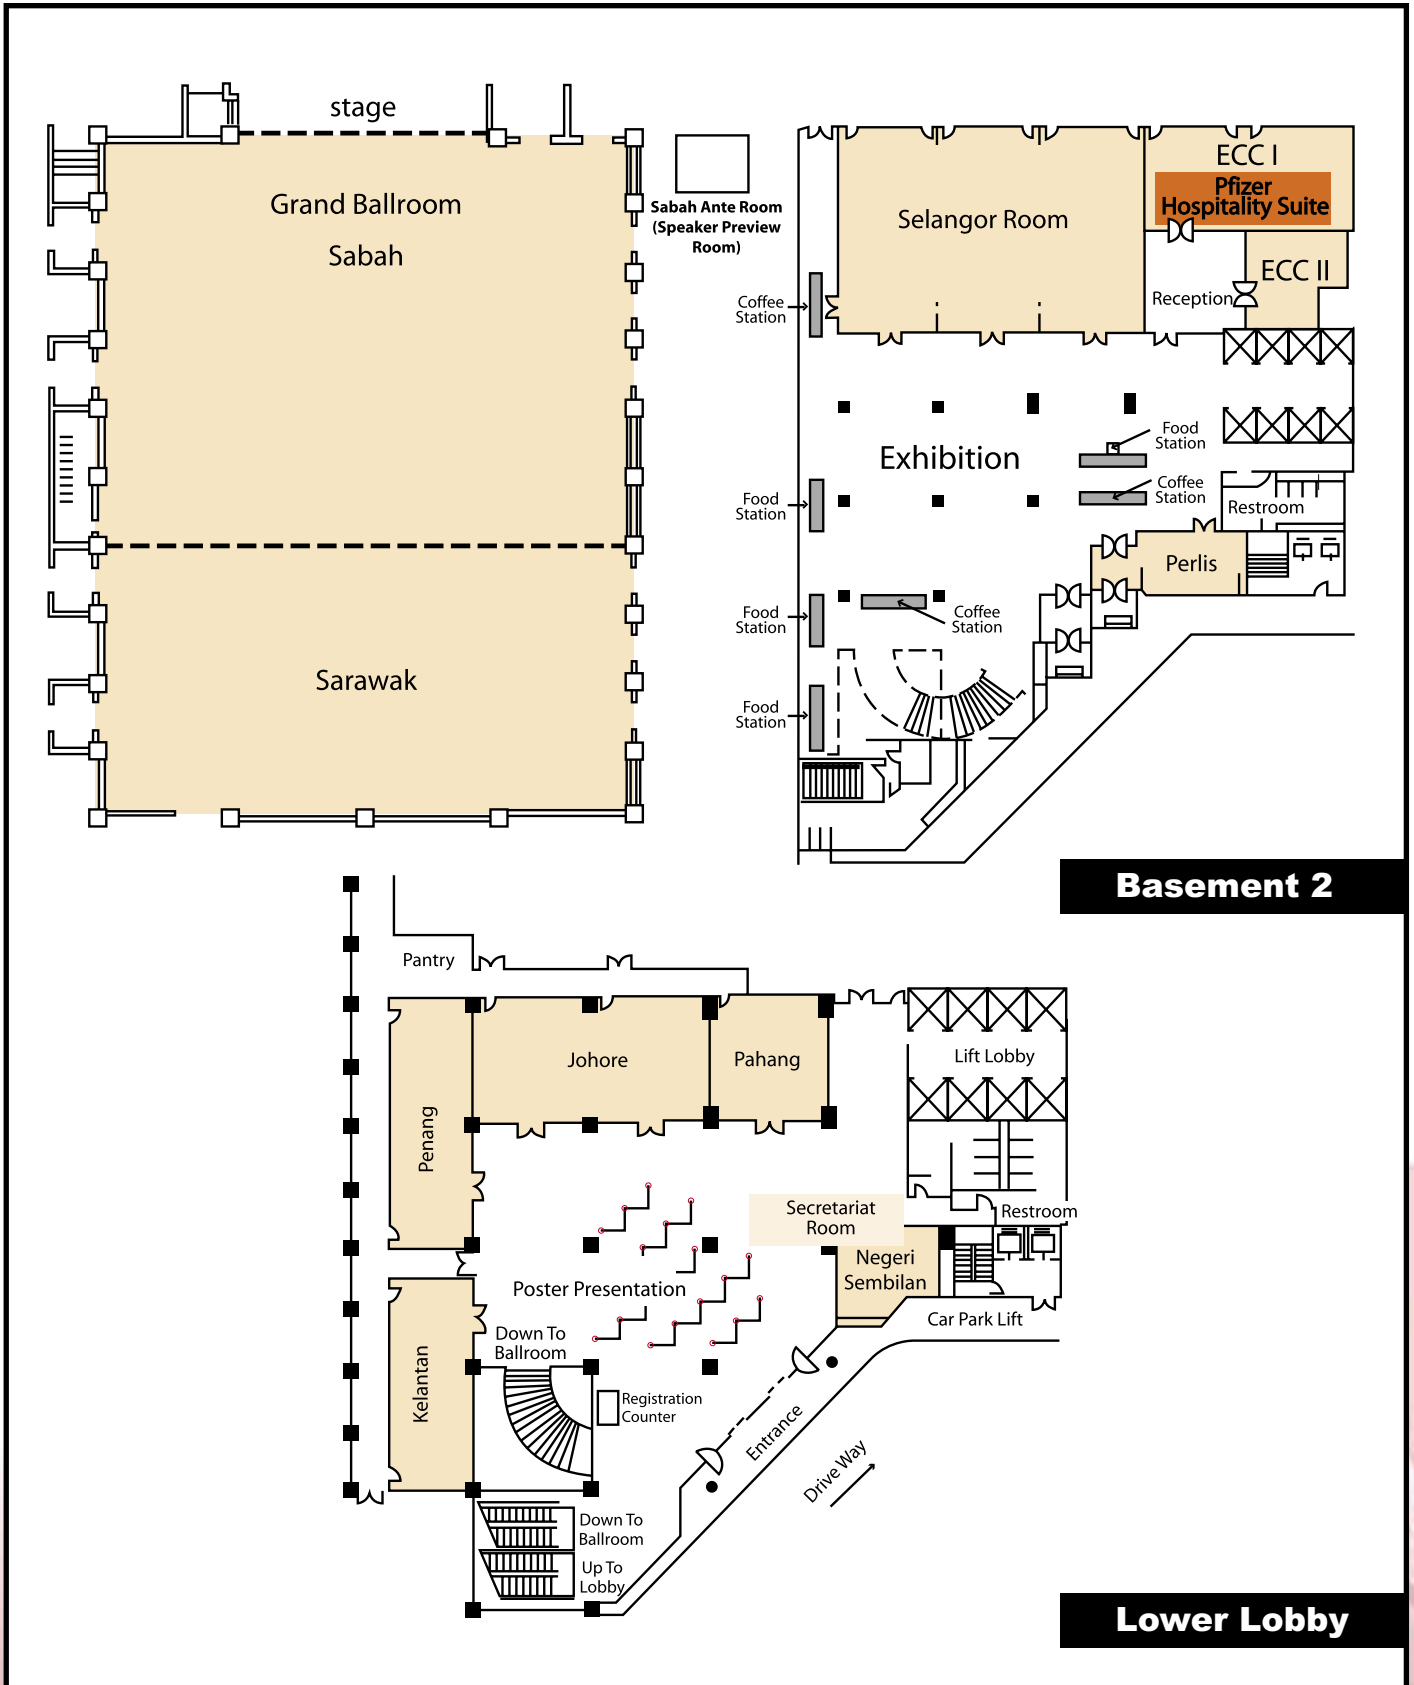 stage
Grand Ballroom
Sabah
Sabah Ante Room
(Speaker Preview
Room)
Sarawak
ECC I
Pfizer
Hospitality Suite
Selangor Room
ECC II
Reception
Coffee
Station
Exhibition
Food
Station
Coffee
Station
Food
Station
Restroom
Perlis
Food
Station
Coffee
Station
Food
Station
Basement 2
Pantry
Johore
Pahang
Lift Lobby
Penang
Secretariat
Room
Restroom
Negeri
Sembilan
Poster Presentation
Car Park Lift
Down To
Ballroom
Kelantan
Registration
Counter
Entrance
Drive Way
Down To
Ballroom
Up To
Lobby
Lower Lobby